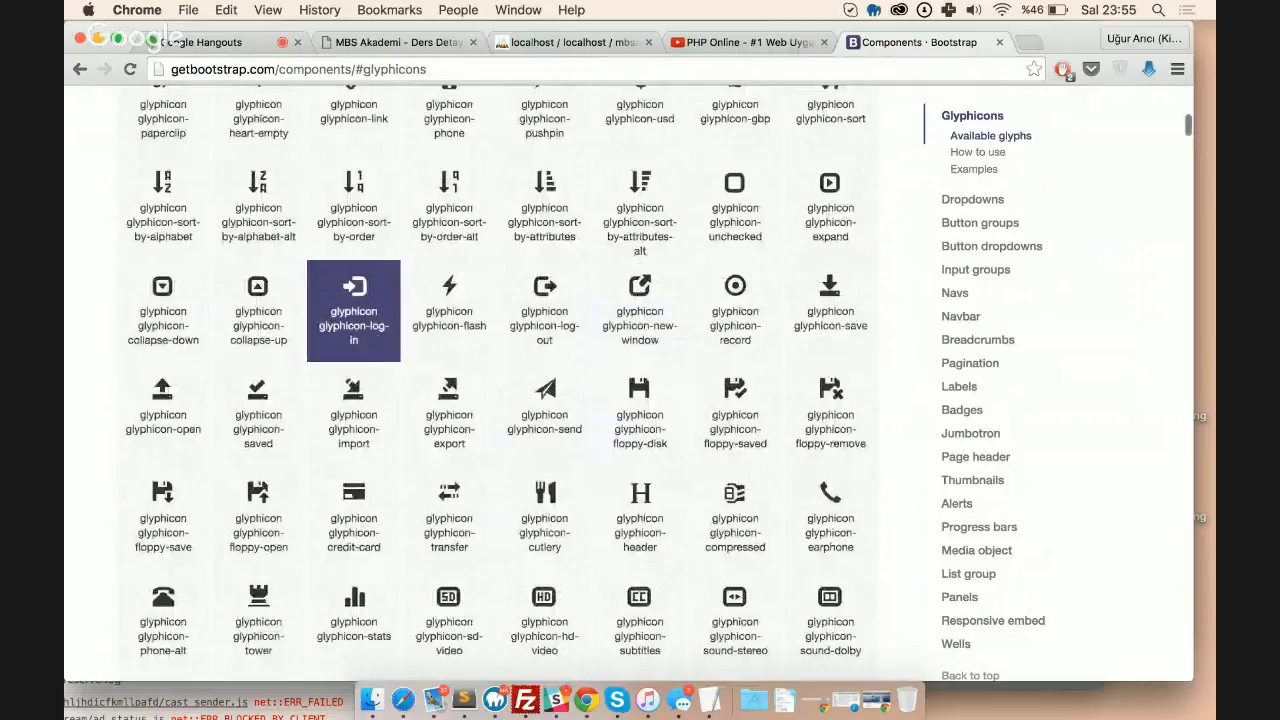 Chrome File Edit View History Bookmarks People Window Help %46 Sal 23:55
Google
Google Hangouts
MBS Akademi - Ders Detay
localhost / localhost / mbs
PHP Online - #1 Web Uyg
Components · Bootstrap
Uğur Arıcı (Ki...
getbootstrap.com/components/#glyphicons
2
glyphicon glyphicon-paperclip
glyphicon glyphicon-heart-empty
glyphicon glyphicon-link
glyphicon glyphicon-phone
glyphicon glyphicon-pushpin
glyphicon glyphicon-usd
glyphicon glyphicon-gbp
glyphicon glyphicon-sort
glyphicon glyphicon-sort-by-alphabet
glyphicon glyphicon-sort-by-alphabet-alt
glyphicon glyphicon-sort-by-order
glyphicon glyphicon-sort-by-order-alt
glyphicon glyphicon-sort-by-attributes
glyphicon glyphicon-sort-by-attributes-alt
glyphicon glyphicon-unchecked
glyphicon glyphicon-expand
glyphicon glyphicon-collapse-down
glyphicon glyphicon-collapse-up
glyphicon glyphicon-log-in
glyphicon glyphicon-flash
glyphicon glyphicon-log-out
glyphicon glyphicon-new-window
glyphicon glyphicon-record
glyphicon glyphicon-save
glyphicon glyphicon-open
glyphicon glyphicon-saved
glyphicon glyphicon-import
glyphicon glyphicon-export
glyphicon glyphicon-send
glyphicon glyphicon-floppy-disk
glyphicon glyphicon-floppy-saved
glyphicon glyphicon-floppy-remove
glyphicon glyphicon-floppy-save
glyphicon glyphicon-floppy-open
glyphicon glyphicon-credit-card
glyphicon glyphicon-transfer
glyphicon glyphicon-cutlery
glyphicon glyphicon-header
glyphicon glyphicon-compressed
glyphicon glyphicon-earphone
glyphicon glyphicon-phone-alt
glyphicon glyphicon-tower
glyphicon glyphicon-stats
glyphicon glyphicon-sd-video
glyphicon glyphicon-hd-video
glyphicon glyphicon-subtitles
glyphicon glyphicon-sound-stereo
glyphicon glyphicon-sound-dolby
Glyphicons
Available glyphs
How to use
Examples
Dropdowns
Button groups
Button dropdowns
Input groups
Navs
Navbar
Breadcrumbs
Pagination
Labels
Badges
Jumbotron
Page header
Thumbnails
Alerts
Progress bars
Media object
List group
Panels
Responsive embed
Wells
Back to top
ng
ng
hljhdicfkmllpafd/cast_sender.js net::ERR_FAILED
ream/ad_status.js net::ERR_BLOCKED_BY_CLIENT